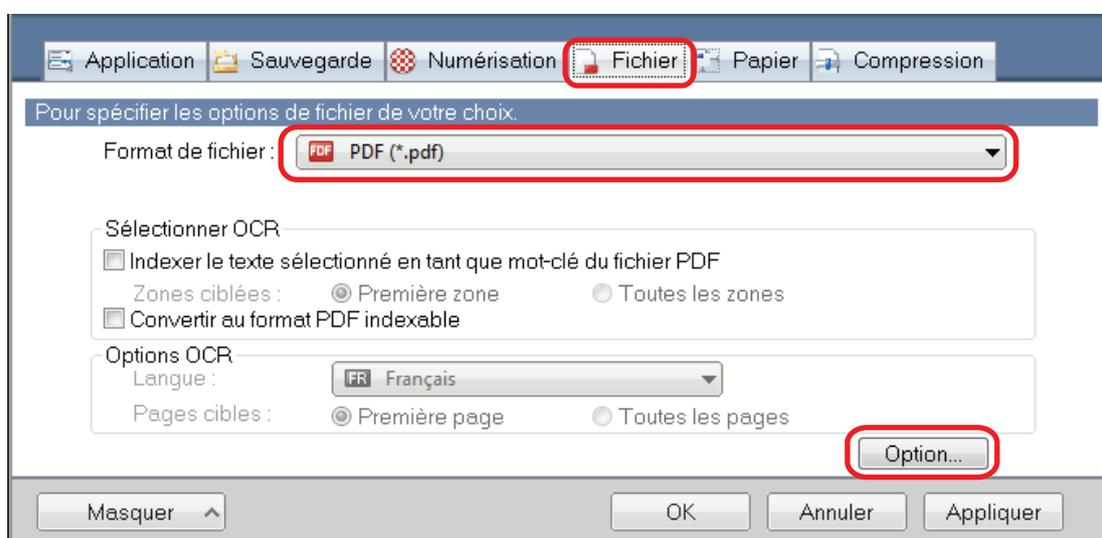 Application Sauvegarde Numérisation Fichier Papier Compression
Pour spécifier les options de fichier de votre choix.
Format de fichier : PDF PDF (*.pdf)
Sélectionner OCR
Indexer le texte sélectionné en tant que mot-clé du fichier PDF
Zones ciblées : Première zone Toutes les zones
Convertir au format PDF indexable
Options OCR
Langue : FR Français
Pages cibles : Première page Toutes les pages
Option...
Masquer OK Annuler Appliquer